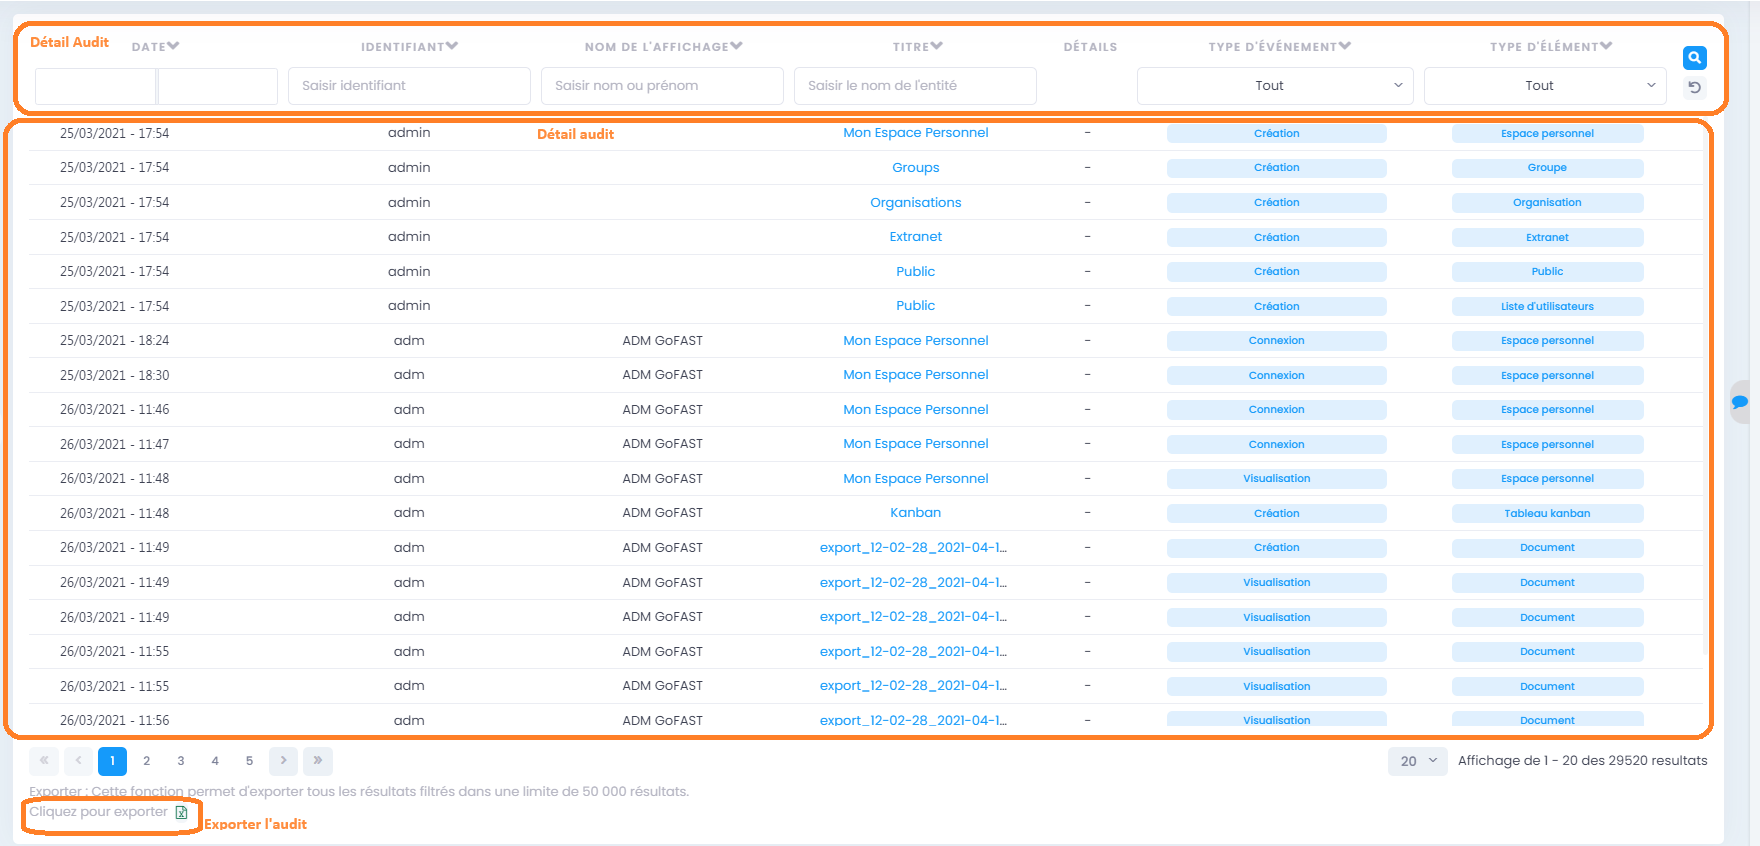 Détail Audit
DATE IDENTIFIANT NOM DE L'AFFICHAGE TITRE DÉTAILS TYPE D'ÉVÉNEMENT TYPE D'ÉLÉMENT
Saisir identifiant Saisir nom ou prénom Saisir le nom de l'entité Tout Tout
Détail audit
25/03/2021 - 17:54 admin Mon Espace Personnel - Création Espace personnel
25/03/2021 - 17:54 admin Groups - Création Groupe
25/03/2021 - 17:54 admin Organisations - Création Organisation
25/03/2021 - 17:54 admin Extranet - Création Extranet
25/03/2021 - 17:54 admin Public - Création Public
25/03/2021 - 17:54 admin Public - Création Liste d'utilisateurs
25/03/2021 - 18:24 adm ADM GoFAST Mon Espace Personnel - Connexion Espace personnel
25/03/2021 - 18:30 adm ADM GoFAST Mon Espace Personnel - Connexion Espace personnel
26/03/2021 - 11:46 adm ADM GoFAST Mon Espace Personnel - Connexion Espace personnel
26/03/2021 - 11:47 adm ADM GoFAST Mon Espace Personnel - Connexion Espace personnel
26/03/2021 - 11:48 adm ADM GoFAST Mon Espace Personnel - Visualisation Espace personnel
26/03/2021 - 11:48 adm ADM GoFAST Kanban - Création Tableau kanban
26/03/2021 - 11:49 adm ADM GoFAST export_12-02-28_2021-04-1... - Création Document
26/03/2021 - 11:49 adm ADM GoFAST export_12-02-28_2021-04-1... - Visualisation Document
26/03/2021 - 11:49 adm ADM GoFAST export_12-02-28_2021-04-1... - Visualisation Document
26/03/2021 - 11:55 adm ADM GoFAST export_12-02-28_2021-04-1... - Visualisation Document
26/03/2021 - 11:55 adm ADM GoFAST export_12-02-28_2021-04-1... - Visualisation Document
26/03/2021 - 11:56 adm ADM GoFAST export_12-02-28_2021-04-1... - Visualisation Document
« ‹ 1 2 3 4 5 › » 20 Affichage de 1 - 20 des 29520 resultats
Exporter : Cette fonction permet d'exporter tous les résultats filtrés dans une limite de 50 000 résultats.
Cliquez pour exporter
Exporter l'audit